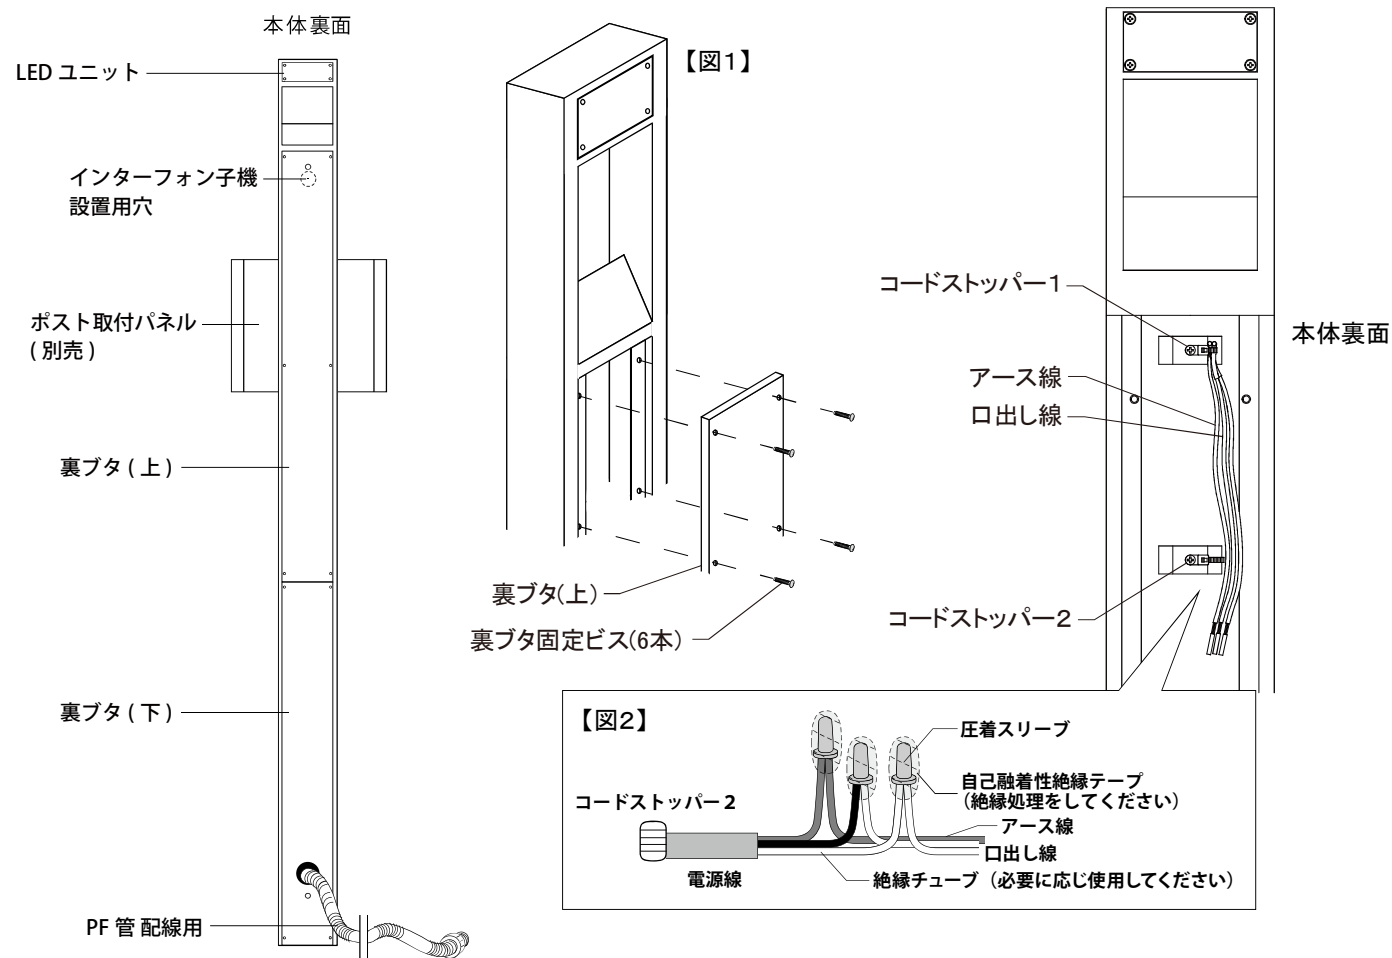 本体裏面
LED ユニット
インターフォン子機
設置用穴
ポスト取付パネル
( 別売 )
裏ブタ ( 上 )
裏ブタ ( 下 )
PF 管 配線用
【図1】
裏ブタ(上)
裏ブタ固定ビス(6本)
コードストッパー1
アース線
口出し線
本体裏面
コードストッパー2
【図2】
圧着スリーブ
自己融着性絶縁テープ
（絶縁処理をしてください）
コードストッパー 2
アース線
口出し線
電源線
絶縁チューブ（必要に応じ使用してください）